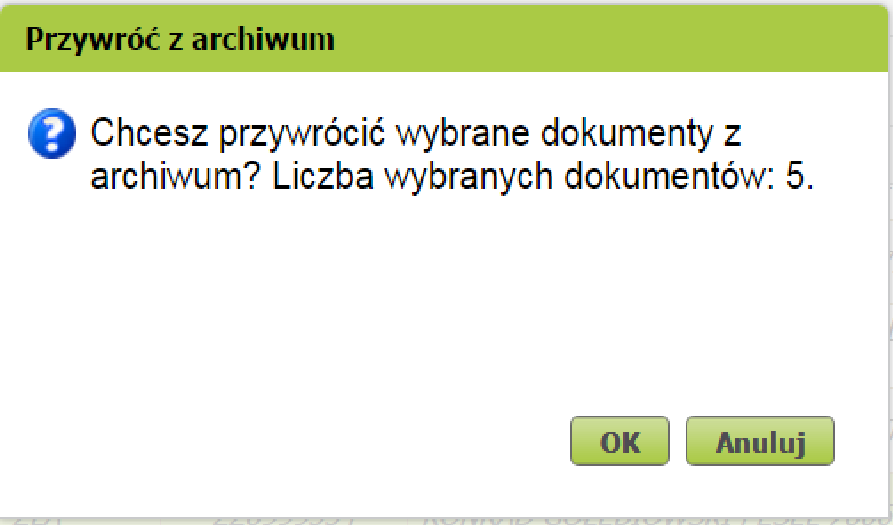 Przywróć z archiwum
Chcesz przywrócić wybrane dokumenty z
archiwum? Liczba wybranych dokumentów: 5.
OK Anuluj